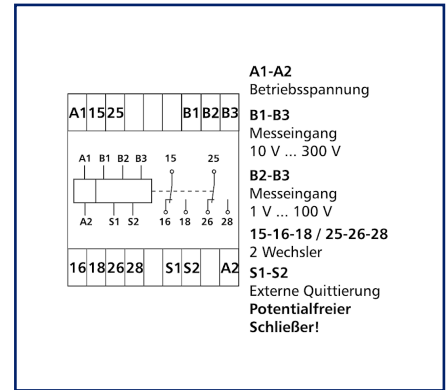 A1 15 25 B1 B2 B3
A1 B1 B2 B3 15 25
A2 S1 S2 16 18 26 28
16 18 26 28 S1 S2 A2
A1-A2
Betriebsspannung
B1-B3
Messeingang
10 V ... 300 V
B2-B3
Messeingang
1 V ... 100 V
15-16-18 / 25-26-28
2 Wechsler
S1-S2
Externe Quittierung
Potentialfreier
Schließer!